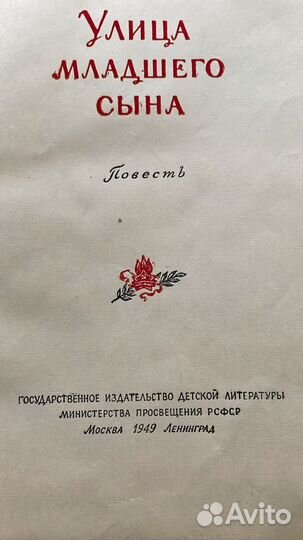 Улица
младшего
сына
Повесть
Государственное издательство детской литературы
Министерства просвещения РСФСР
Москва 1949 Ленинград
Avito